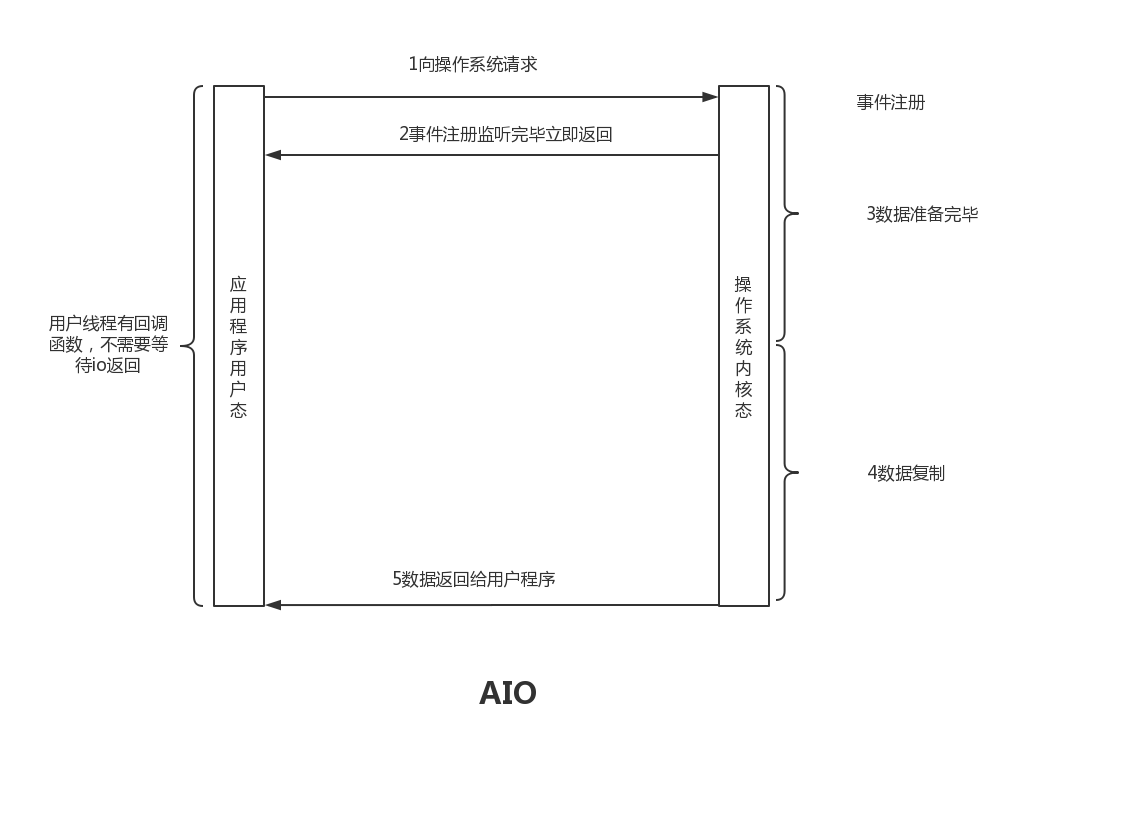 1向操作系统请求
事件注册
2事件注册监听完毕立即返回
3数据准备完毕
应用程序用户态
操作系统内核态
用户线程有回调
函数，不需要等
待io返回
4数据复制
5数据返回给用户程序
AIO